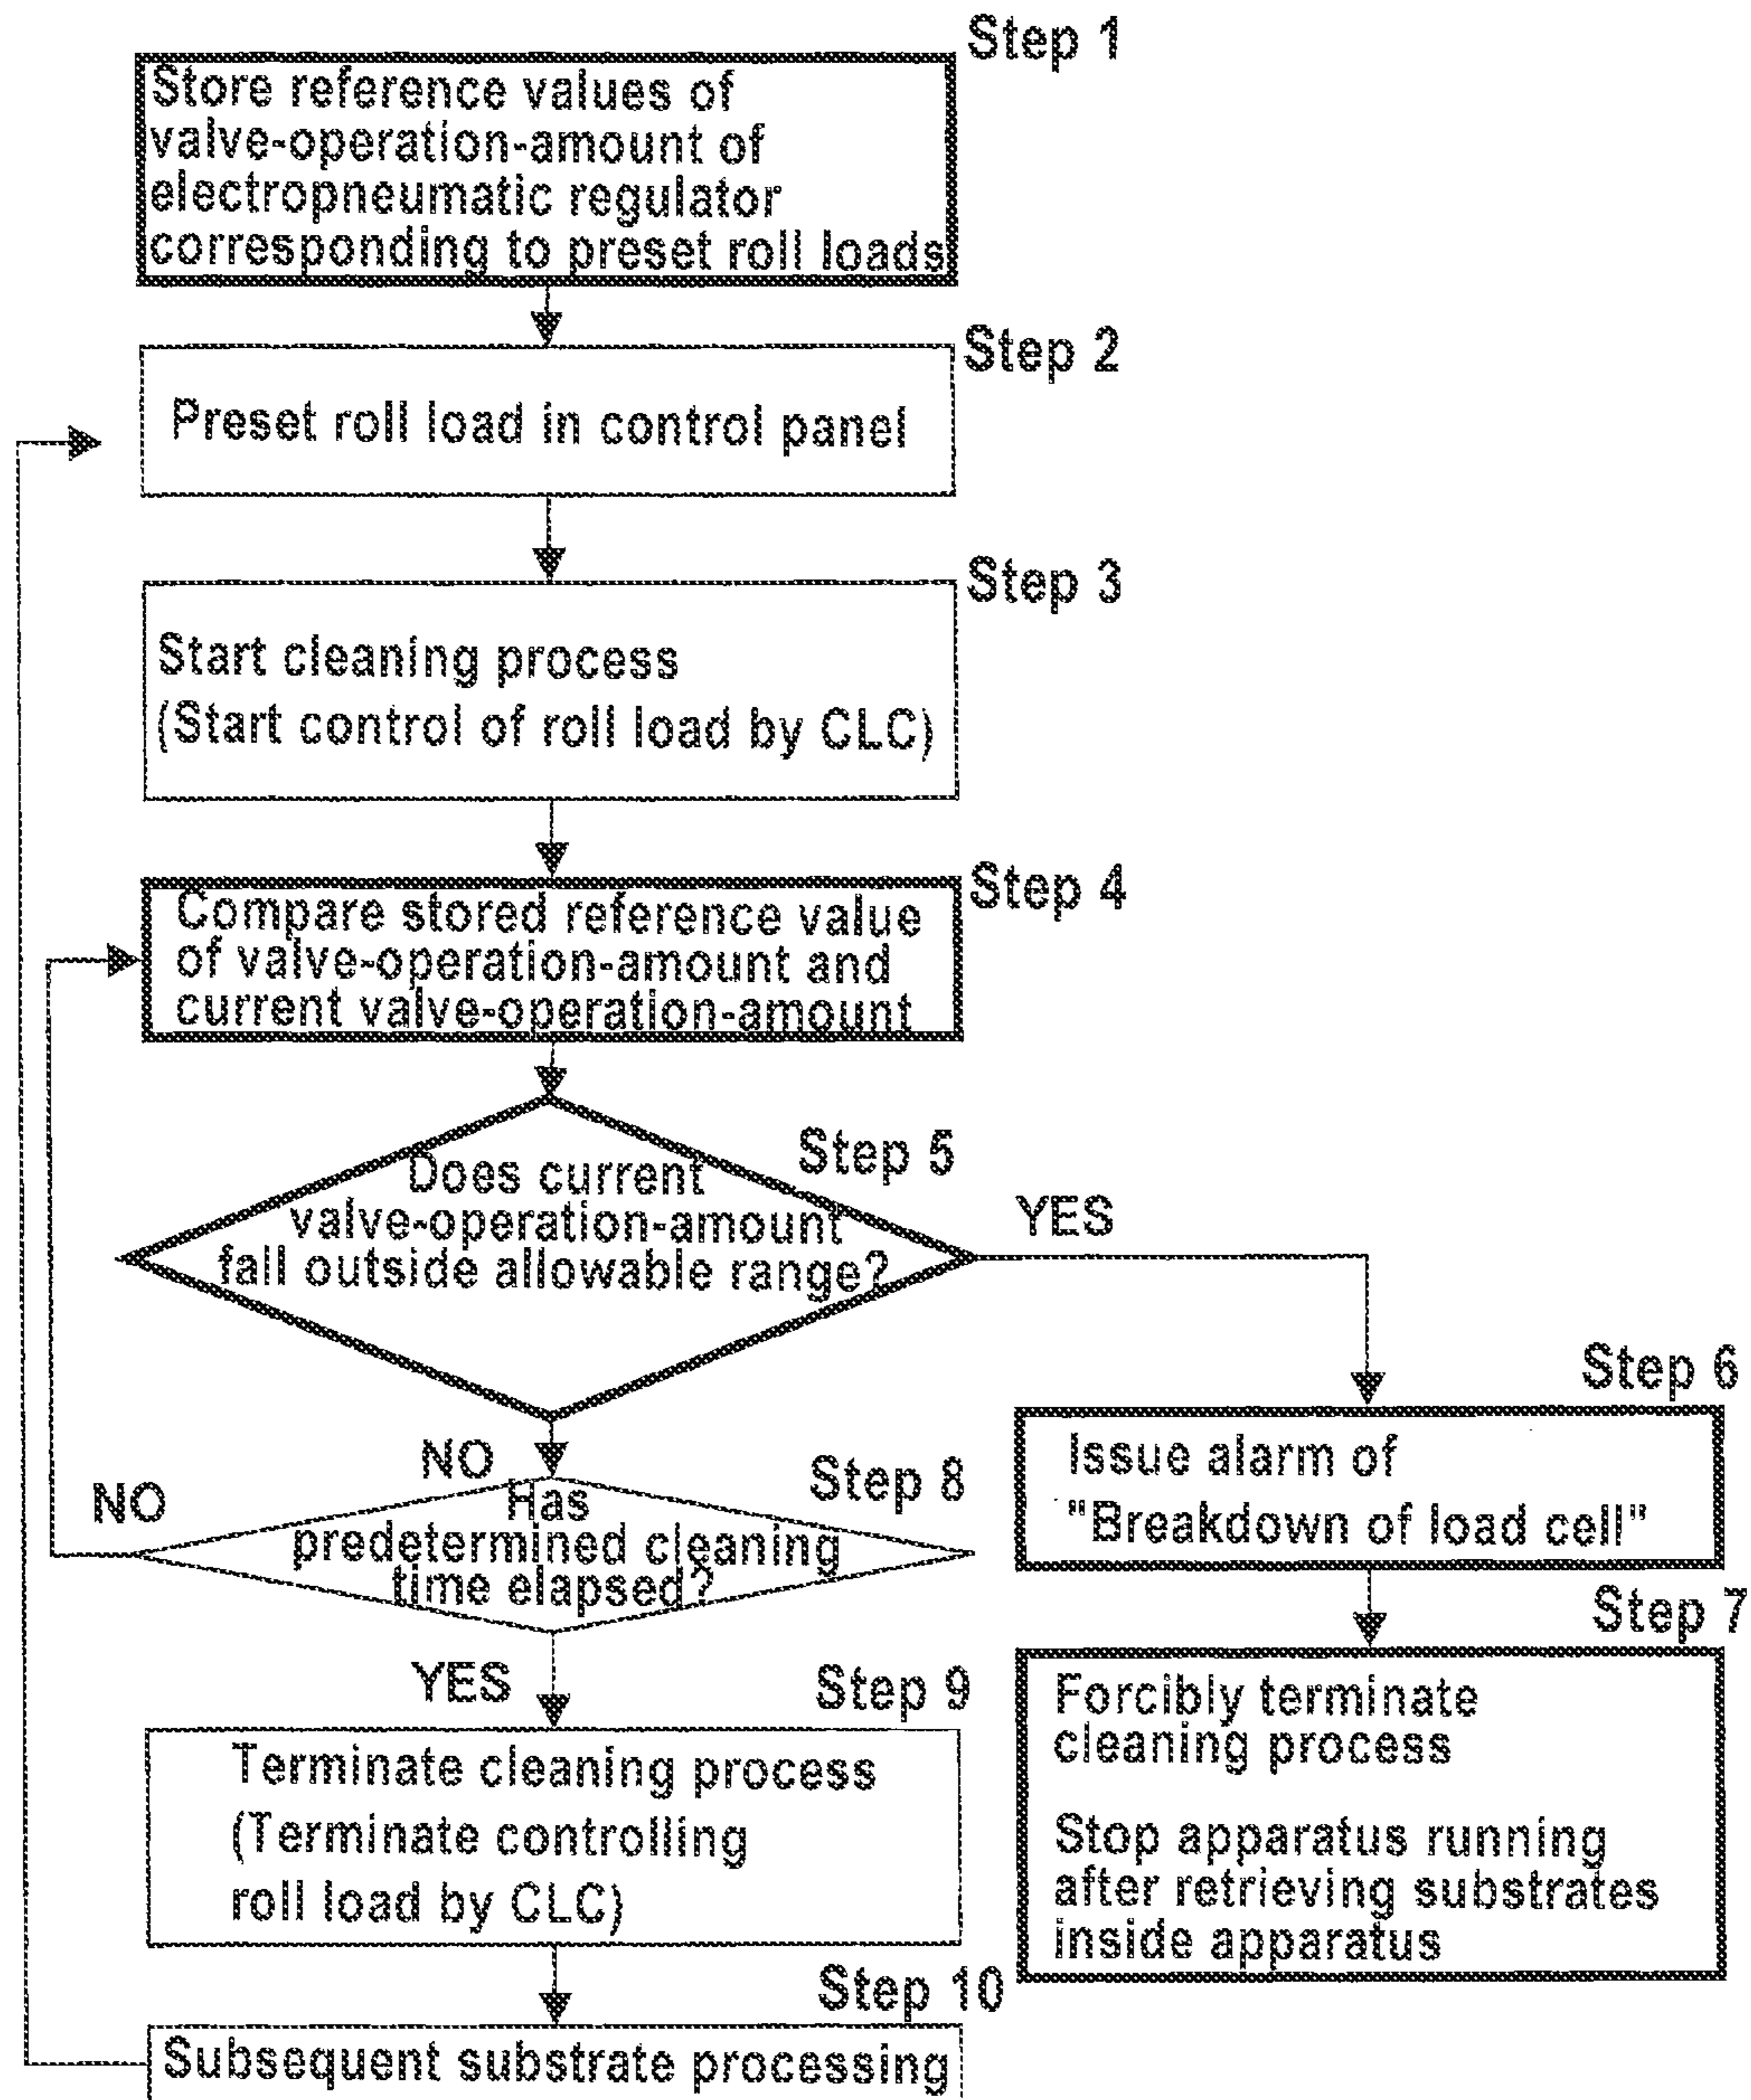 Step 1
Store reference values of
valve-operation-amount of
electropneumatic regulator
corresponding to preset roll loads
Step 2
Preset roll load in control panel
Step 3
Start cleaning process
(Start control of roll load by CLC)
Step 4
Compare stored reference value
of valve-operation-amount and
current valve-operation-amount
Step 5
Does current
valve-operation-amount
fall outside allowable range?
YES
Step 6
Issue alarm of
"Breakdown of load cell"
Step 7
Forcibly terminate
cleaning process
Stop apparatus running
after retrieving substrates
inside apparatus
NO
Step 8
Has
predetermined cleaning
time elapsed?
NO
YES
Step 9
Terminate cleaning process
(Terminate controlling
roll load by CLC)
Step 10
Subsequent substrate processing